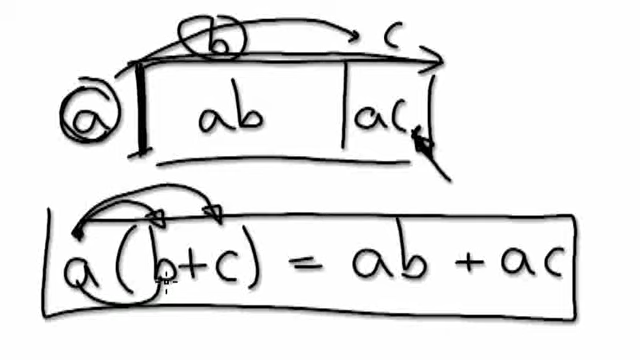 b c
a ab ac
a(b+c) = ab + ac